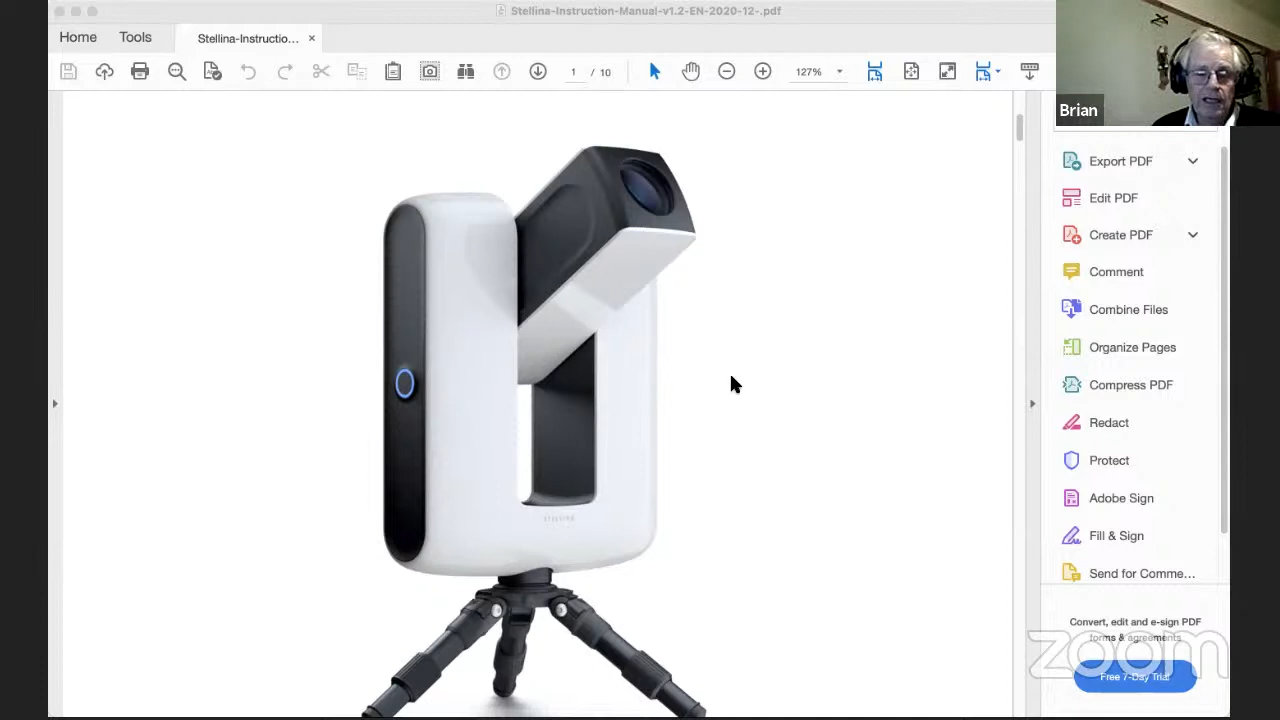 Stellina-Instruction-Manual-v1.2-EN-2020-12-.pdf
Home
Tools
Stellina-Instructio...
1 / 10
127%
Brian
Export PDF
Edit PDF
Create PDF
Comment
Combine Files
Organize Pages
Compress PDF
Redact
Protect
Adobe Sign
Fill & Sign
Send for Comme...
STELLINA
Convert, edit and e-sign PDF
forms & agreements
Free 7-Day Trial
zoom